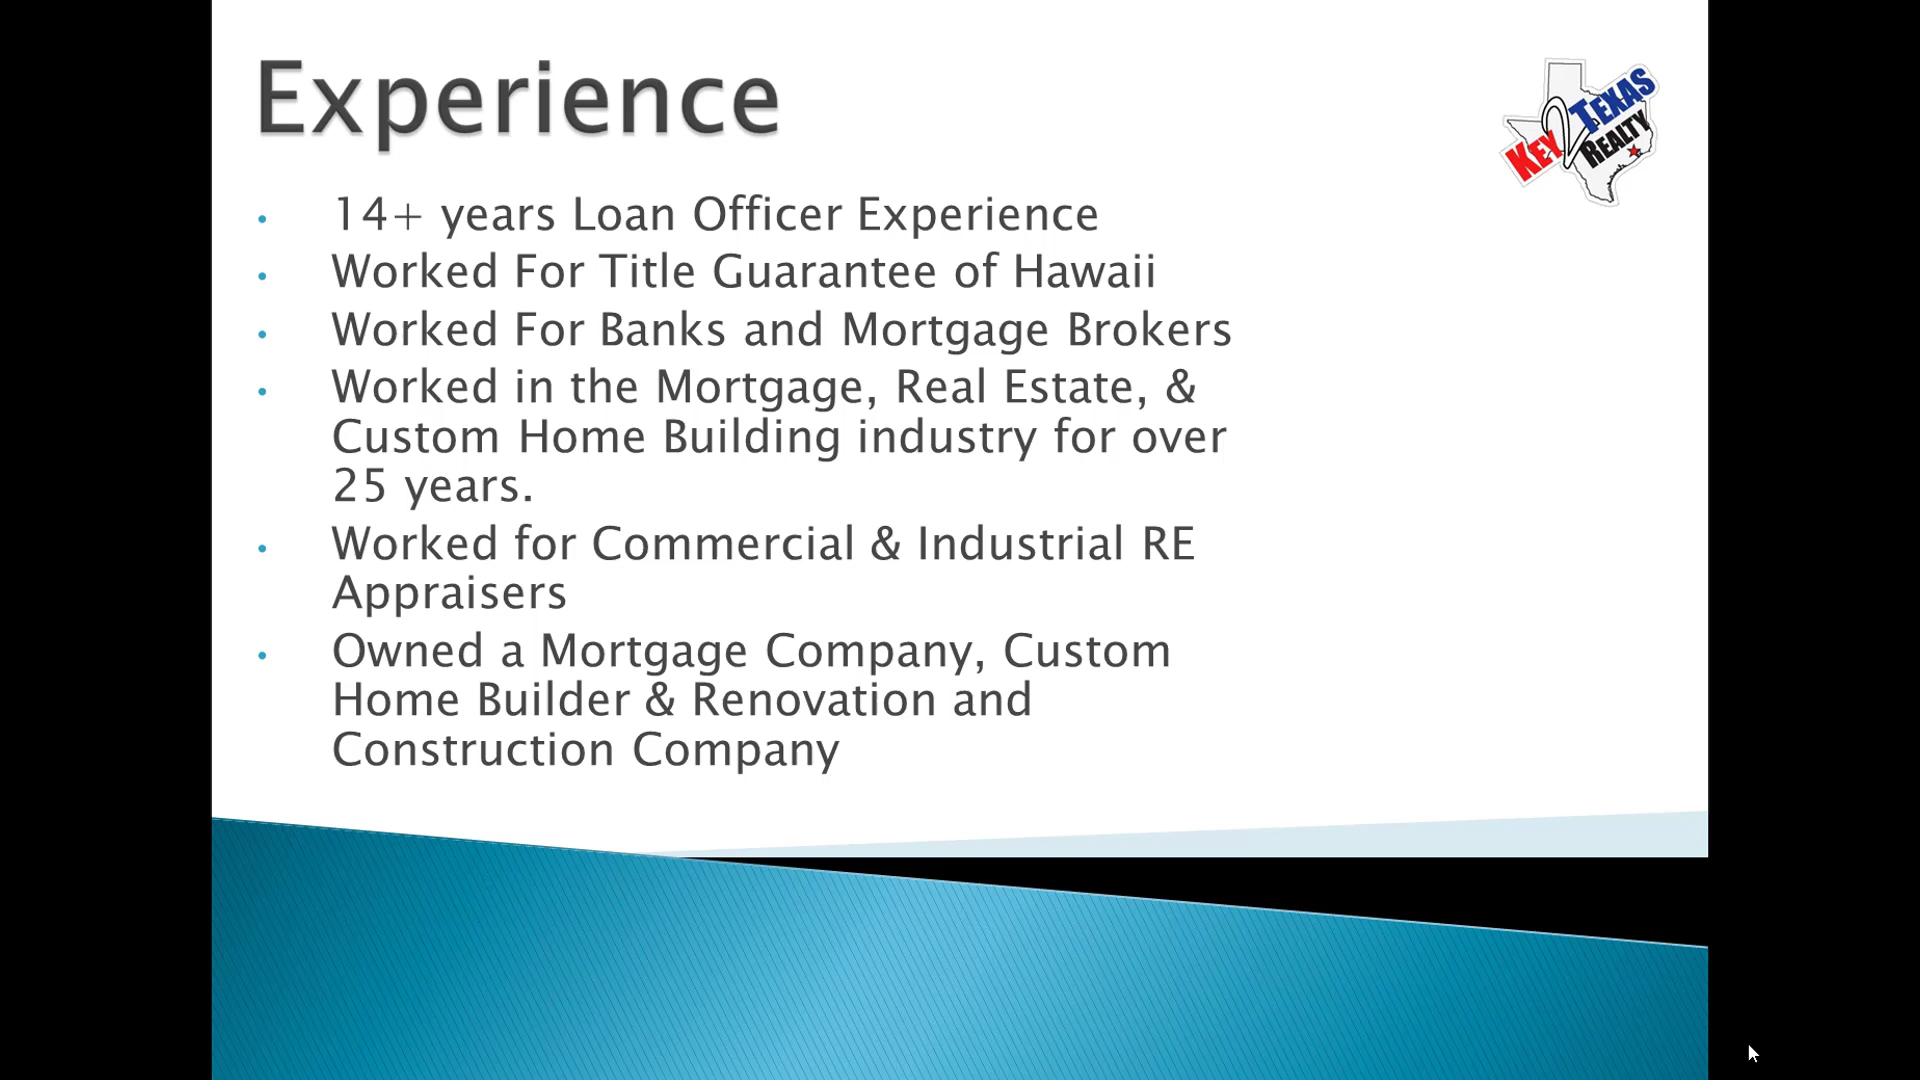 Experience
KEY 2 TEXAS REALTY
• 14+ years Loan Officer Experience
• Worked For Title Guarantee of Hawaii
• Worked For Banks and Mortgage Brokers
• Worked in the Mortgage, Real Estate, &
Custom Home Building industry for over
25 years.
• Worked for Commercial & Industrial RE
Appraisers
• Owned a Mortgage Company, Custom
Home Builder & Renovation and
Construction Company